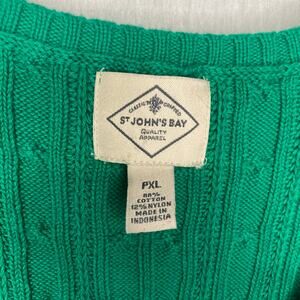 ST JOHN'S BAY
QUALITY
APPAREL
PXL
88%
COTTON
12% NYLON
MADE IN
INDONESIA